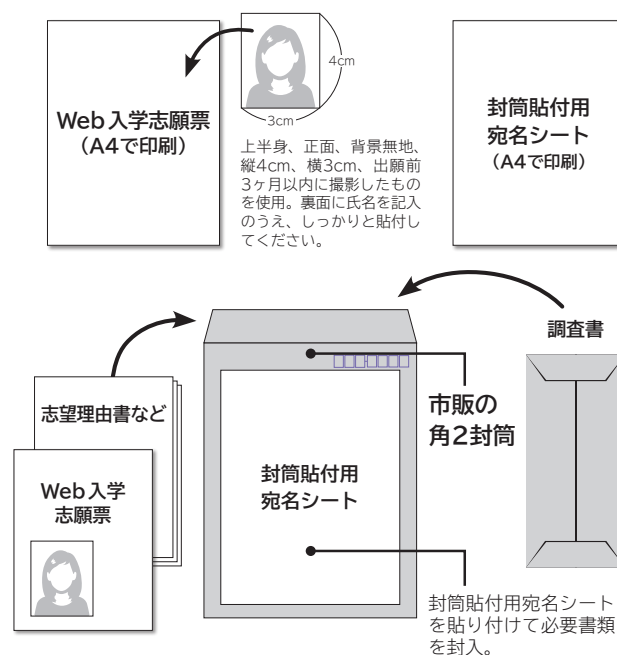 Web入学志願票
（A4で印刷）
4cm
3cm
上半身、正面、背景無地、
縦4cm、横3cm、出願前
3ヶ月以内に撮影したもの
を使用。裏面に氏名を記入
のうえ、しっかりと貼付し
てください。
封筒貼付用
宛名シート
（A4で印刷）
調査書
志望理由書など
Web入学
志願票
封筒貼付用
宛名シート
市販の
角2封筒
封筒貼付用宛名シート
を貼り付けて必要書類
を封入。